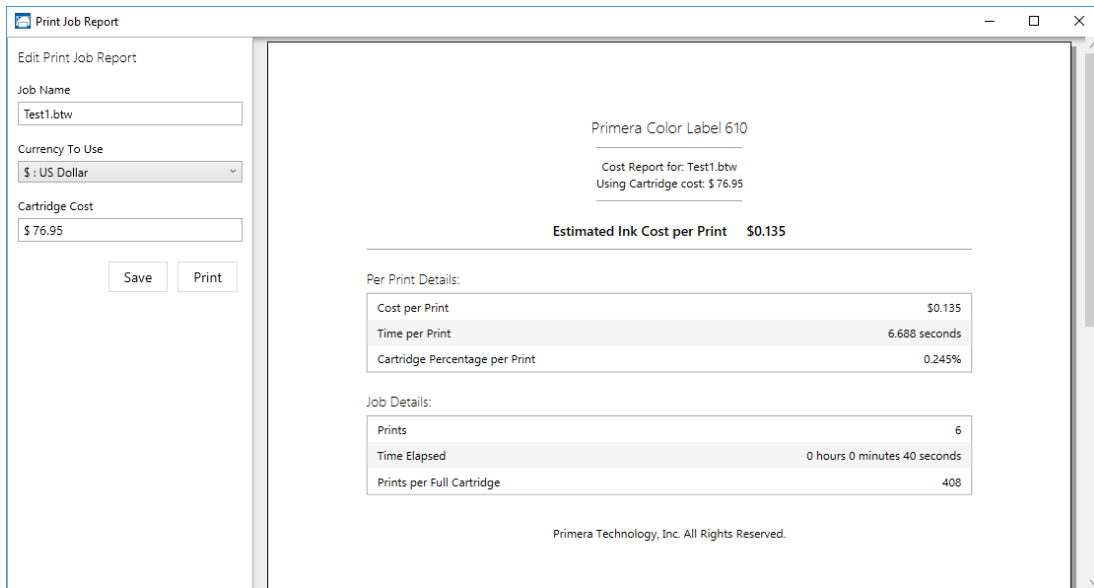 Print Job Report
Edit Print Job Report
Job Name
Test1.btw
Currency To Use
$ : US Dollar
Cartridge Cost
$ 76.95
Save Print
Primera Color Label 610
Cost Report for: Test1.btw
Using Cartridge cost: $ 76.95
Estimated Ink Cost per Print $0.135
Per Print Details:
Cost per Print $0.135
Time per Print 6.688 seconds
Cartridge Percentage per Print 0.245%
Job Details:
Prints 6
Time Elapsed 0 hours 0 minutes 40 seconds
Prints per Full Cartridge 408
Primera Technology, Inc. All Rights Reserved.